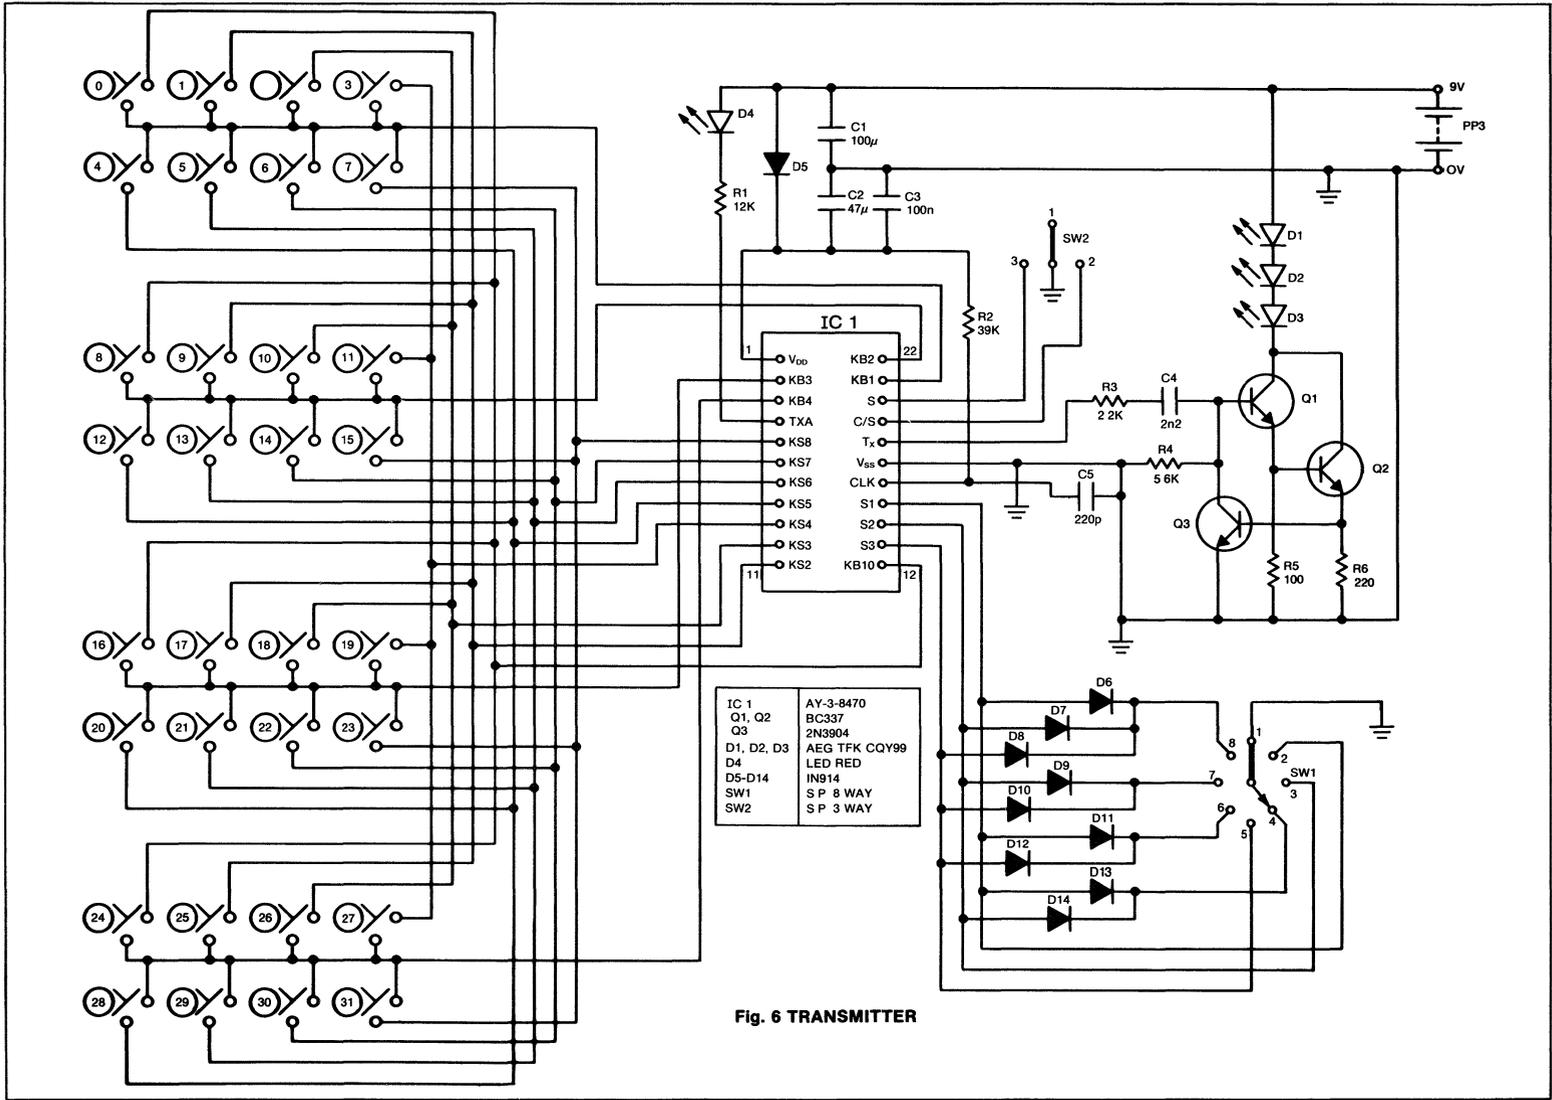 0 1 3
4 5 6 7
8 9 10 11
12 13 14 15
16 17 18 19
20 21 22 23
24 25 26 27
28 29 30 31
D4
R1
12K
D5
C1
100µ
C2
47µ
C3
100n
9V
PP3
OV
1
SW2
3
2
R2
39K
D1
D2
D3
IC 1
1
22
11
12
VDD
KB3
KB4
TXA
KS8
KS7
KS6
KS5
KS4
KS3
KS2
KB2
KB1
S
C/S
TX
VSS
CLK
S1
S2
S3
KB10
R3
2 2K
C4
2n2
Q1
R4
5 6K
Q2
C5
220p
Q3
R5
100
R6
220
IC 1 AY-3-8470
Q1, Q2 BC337
Q3 2N3904
D1, D2, D3 AEG TFK CQY99
D4 LED RED
D5-D14 IN914
SW1 S P 8 WAY
SW2 S P 3 WAY
D6
D7
D8
D9
D10
D11
D12
D13
D14
1
8
2
7
SW1
3
6
4
5
Fig. 6 TRANSMITTER